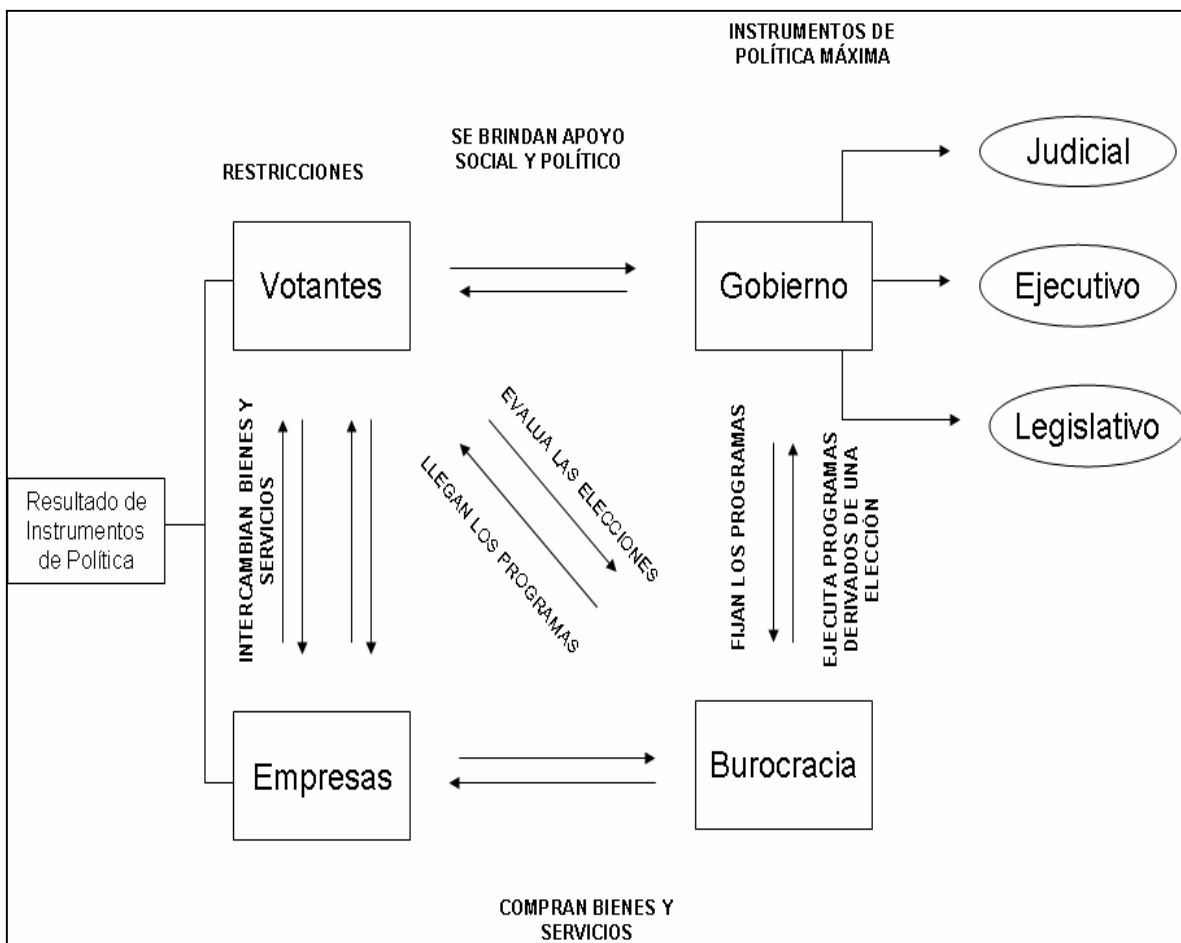 INSTRUMENTOS DE
POLÍTICA MÁXIMA
SE BRINDAN APOYO
SOCIAL Y POLÍTICO
RESTRICCIONES
Judicial
Votantes
Gobierno
Ejecutivo
Legislativo
Resultado de
Instrumentos
de Política
INTERCAMBIAN BIENES Y
SERVICIOS
EVALUA LAS ELECCIONES
LLEGAN LOS PROGRAMAS
FIJAN LOS PROGRAMAS
EJECUTA PROGRAMAS
DERIVADOS DE UNA
ELECCIÓN
Empresas
Burocracia
COMPRAN BIENES Y
SERVICIOS